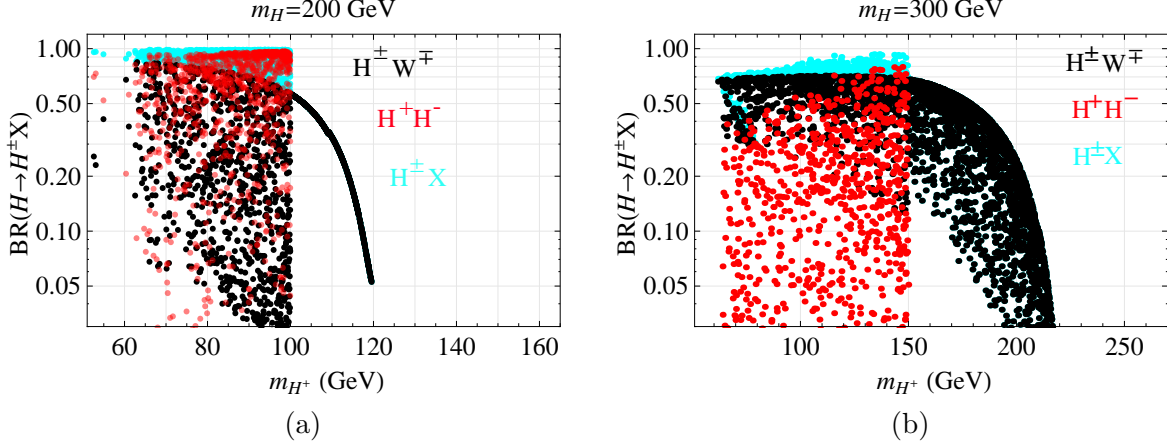 m_H=200 GeV
BR(H→H^±X)
1.00
0.50
0.20
0.10
0.05
H^±W^∓
H^+H^-
H^±X
60 80 100 120 140 160
m_{H^+} (GeV)
(a)
m_H=300 GeV
BR(H→H^±X)
1.00
0.50
0.20
0.10
0.05
H^±W^∓
H^+H^−
H^±X
100 150 200 250
m_{H^+} (GeV)
(b)